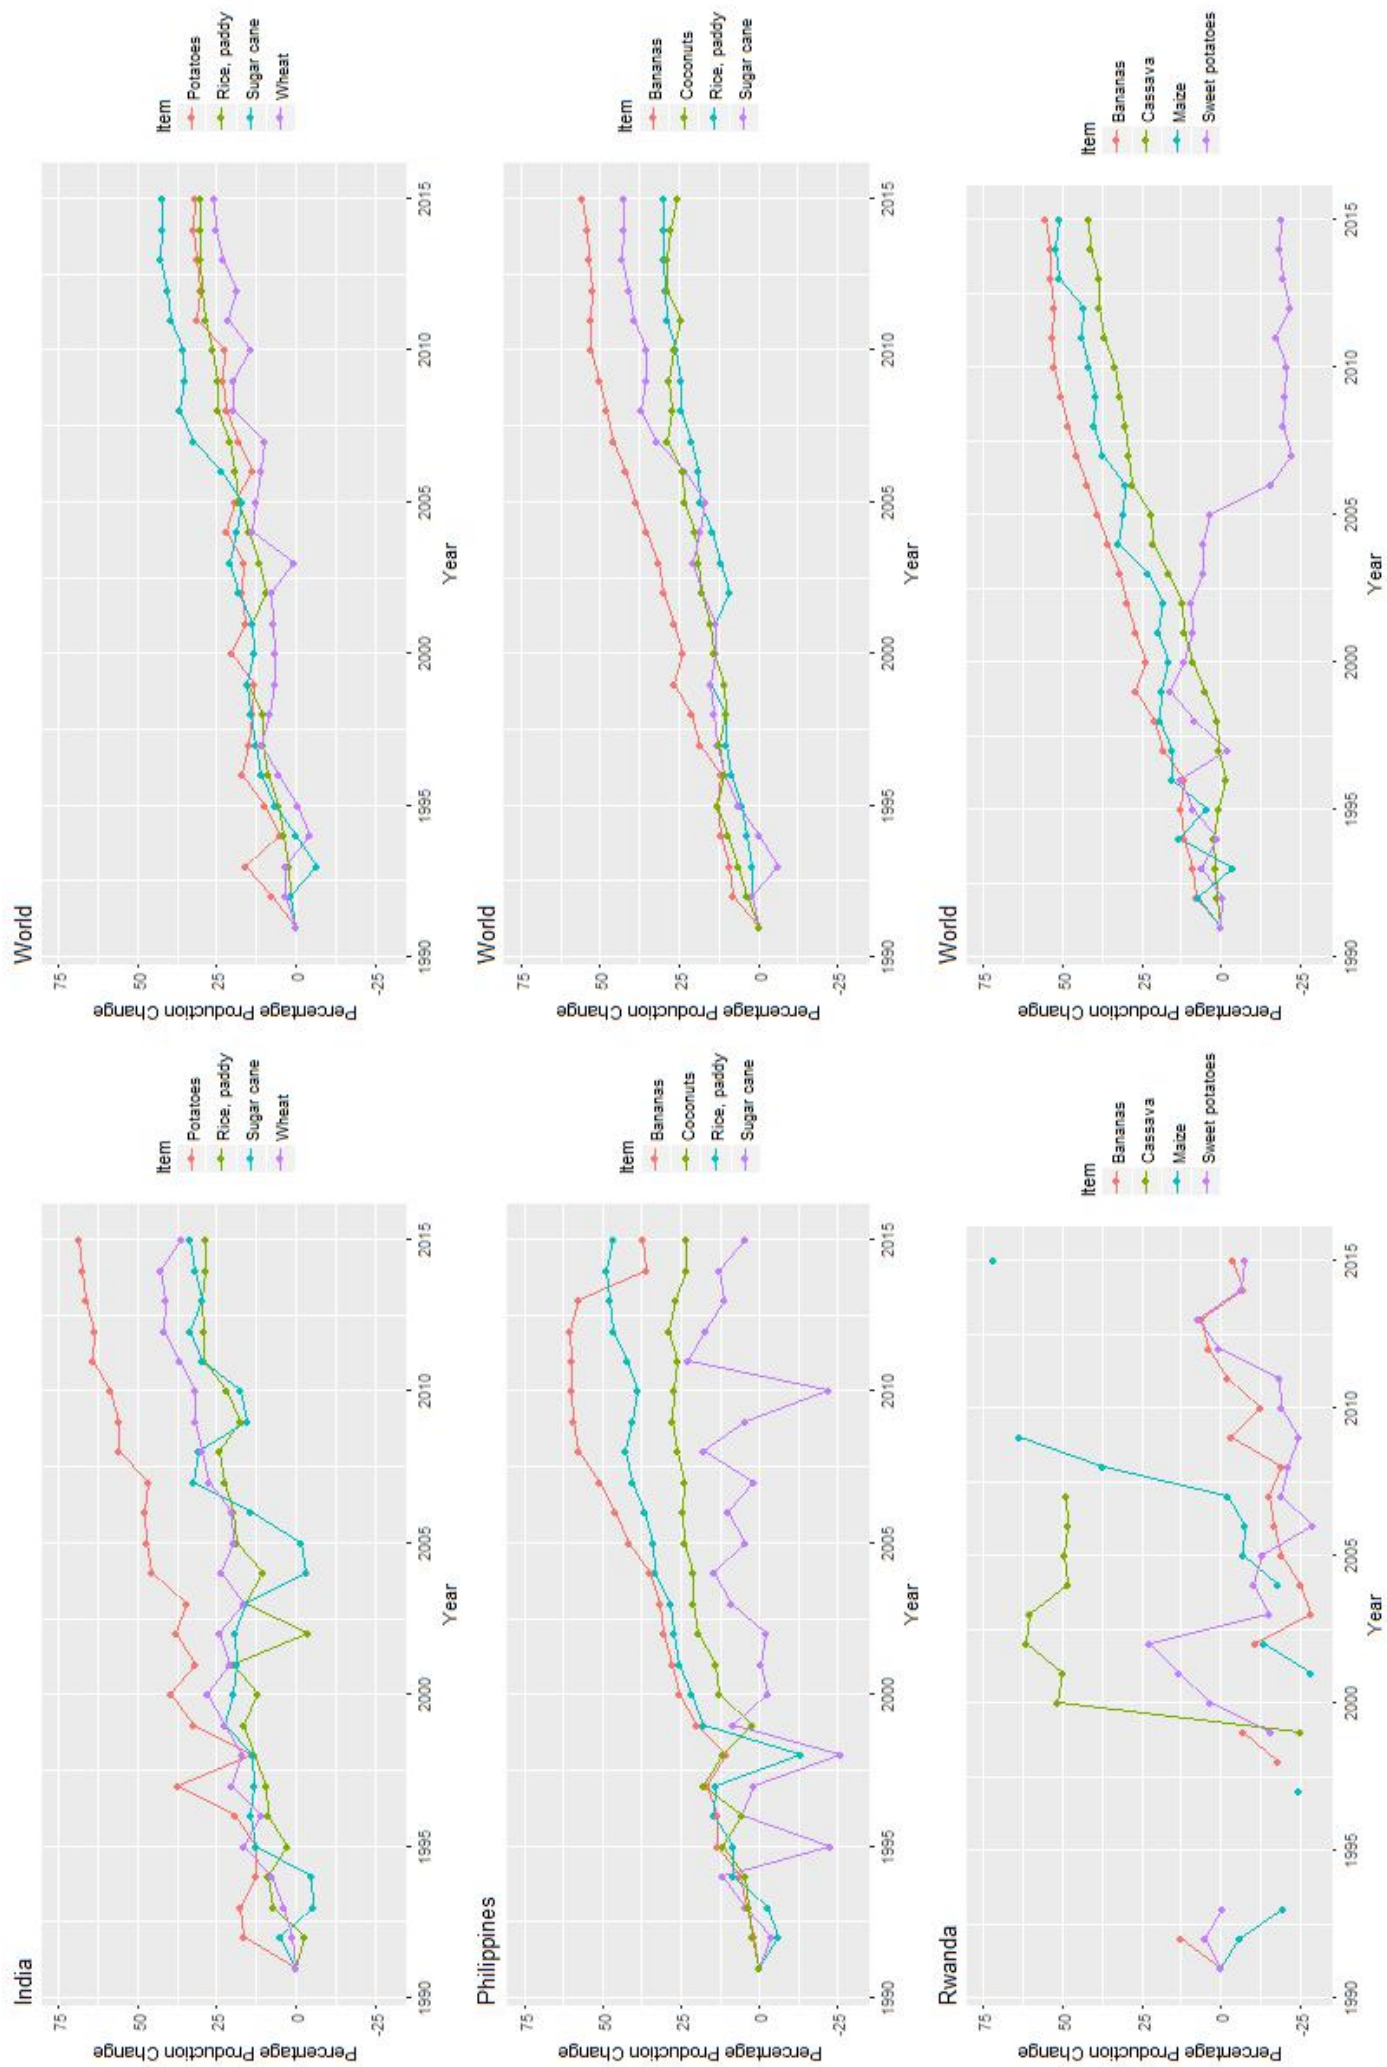 India
75
50
25
0
-25
Percentage Production Change
1990
1995
2000
2005
2010
2015
Year
Item
Potatoes
Rice, paddy
Sugar cane
Wheat
World
75
50
25
0
-25
Percentage Production Change
1990
1995
2000
2005
2010
2015
Year
Item
Potatoes
Rice, paddy
Sugar cane
Wheat
Philippines
75
50
25
0
-25
Percentage Production Change
1990
1995
2000
2005
2010
2015
Year
Item
Bananas
Coconuts
Rice, paddy
Sugar cane
World
75
50
25
0
-25
Percentage Production Change
1990
1995
2000
2005
2010
2015
Year
Item
Bananas
Coconuts
Rice, paddy
Sugar cane
Rwanda
75
50
25
0
-25
Percentage Production Change
1990
1995
2000
2005
2010
2015
Year
Item
Bananas
Cassava
Maize
Sweet potatoes
World
75
50
25
0
-25
Percentage Production Change
1990
1995
2000
2005
2010
2015
Year
Item
Bananas
Cassava
Maize
Sweet potatoes